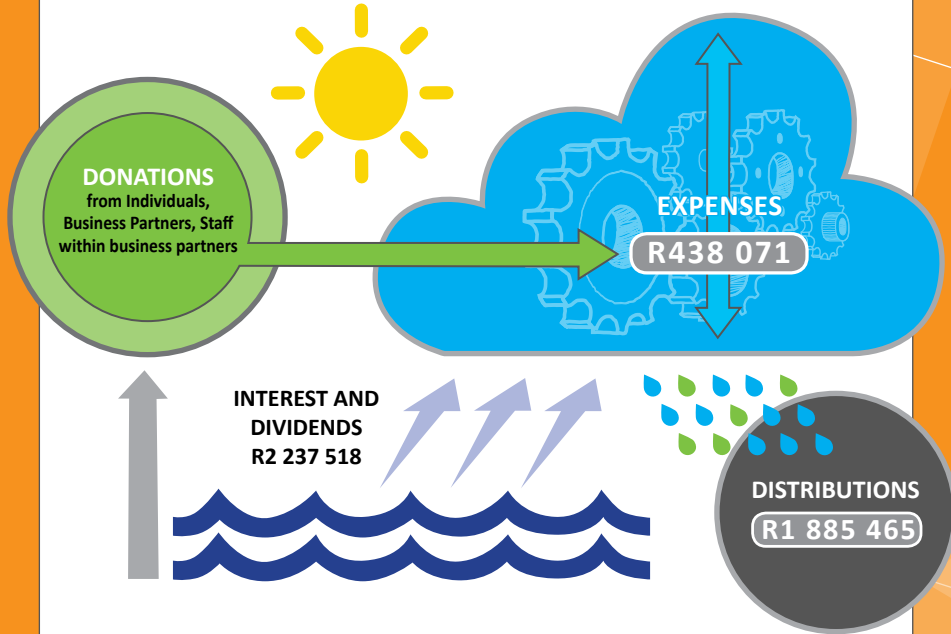 DONATIONS
from Individuals,
Business Partners, Staff
within business partners
EXPENSES
R438 071
INTEREST AND
DIVIDENDS
R2 237 518
DISTRIBUTIONS
R1 885 465